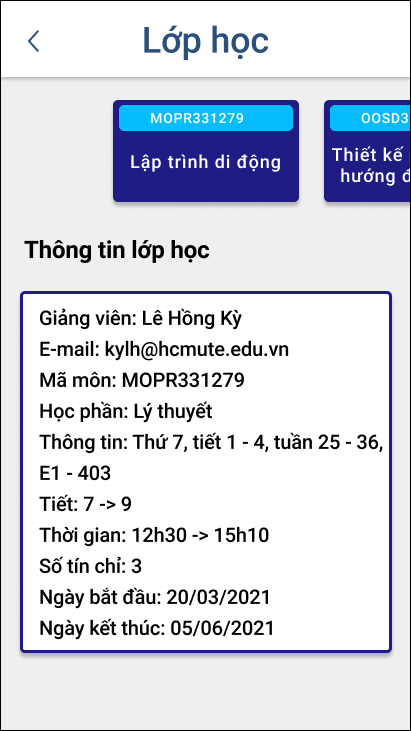 Lớp học
MOPR331279
OOSD3
Lập trình di động
Thiết kế
hướng đ
Thông tin lớp học
Giảng viên: Lê Hồng Kỳ
E-mail: kylh@hcmute.edu.vn
Mã môn: MOPR331279
Học phần: Lý thuyết
Thông tin: Thứ 7, tiết 1 - 4, tuần 25 - 36,
E1 - 403
Tiết: 7 -> 9
Thời gian: 12h30 -> 15h10
Số tín chỉ: 3
Ngày bắt đầu: 20/03/2021
Ngày kết thúc: 05/06/2021